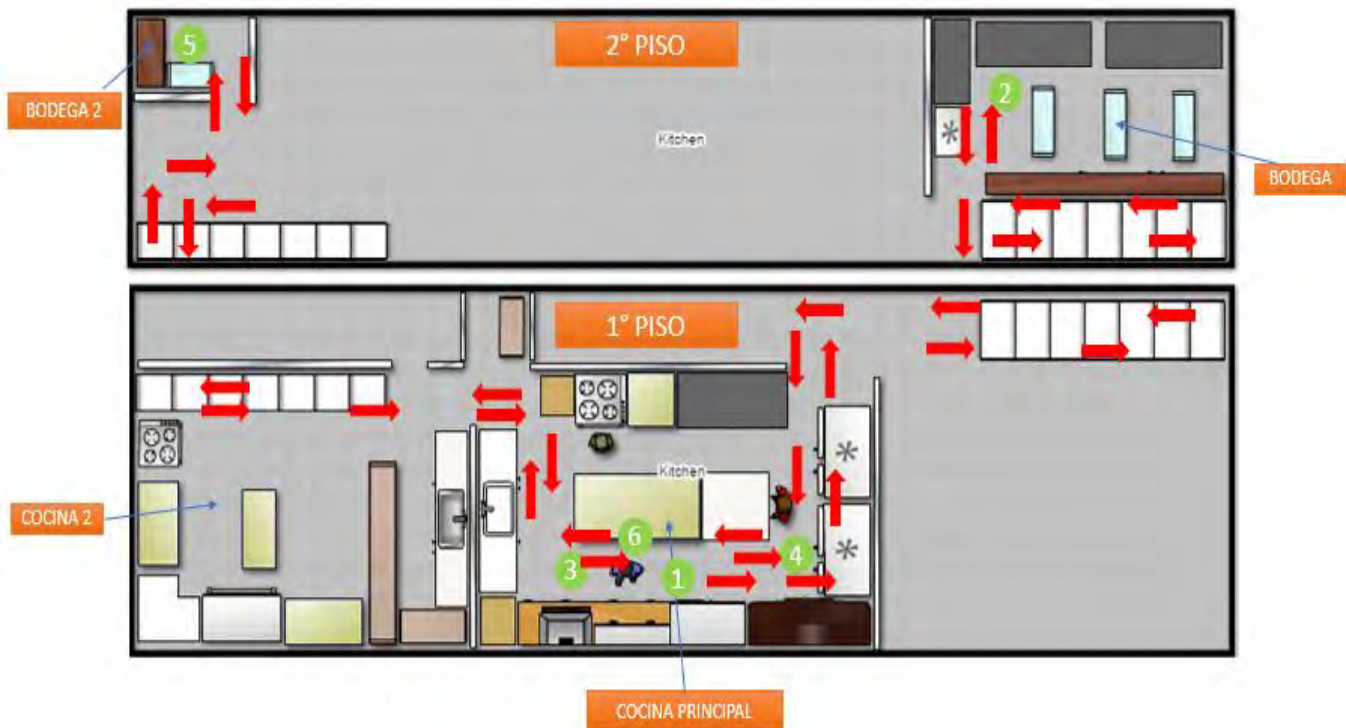 2° PISO
5
2
BODEGA 2
Kitchen
BODEGA
1° PISO
Kitchen
COCINA 2
6
3
1
4
COCINA PRINCIPAL